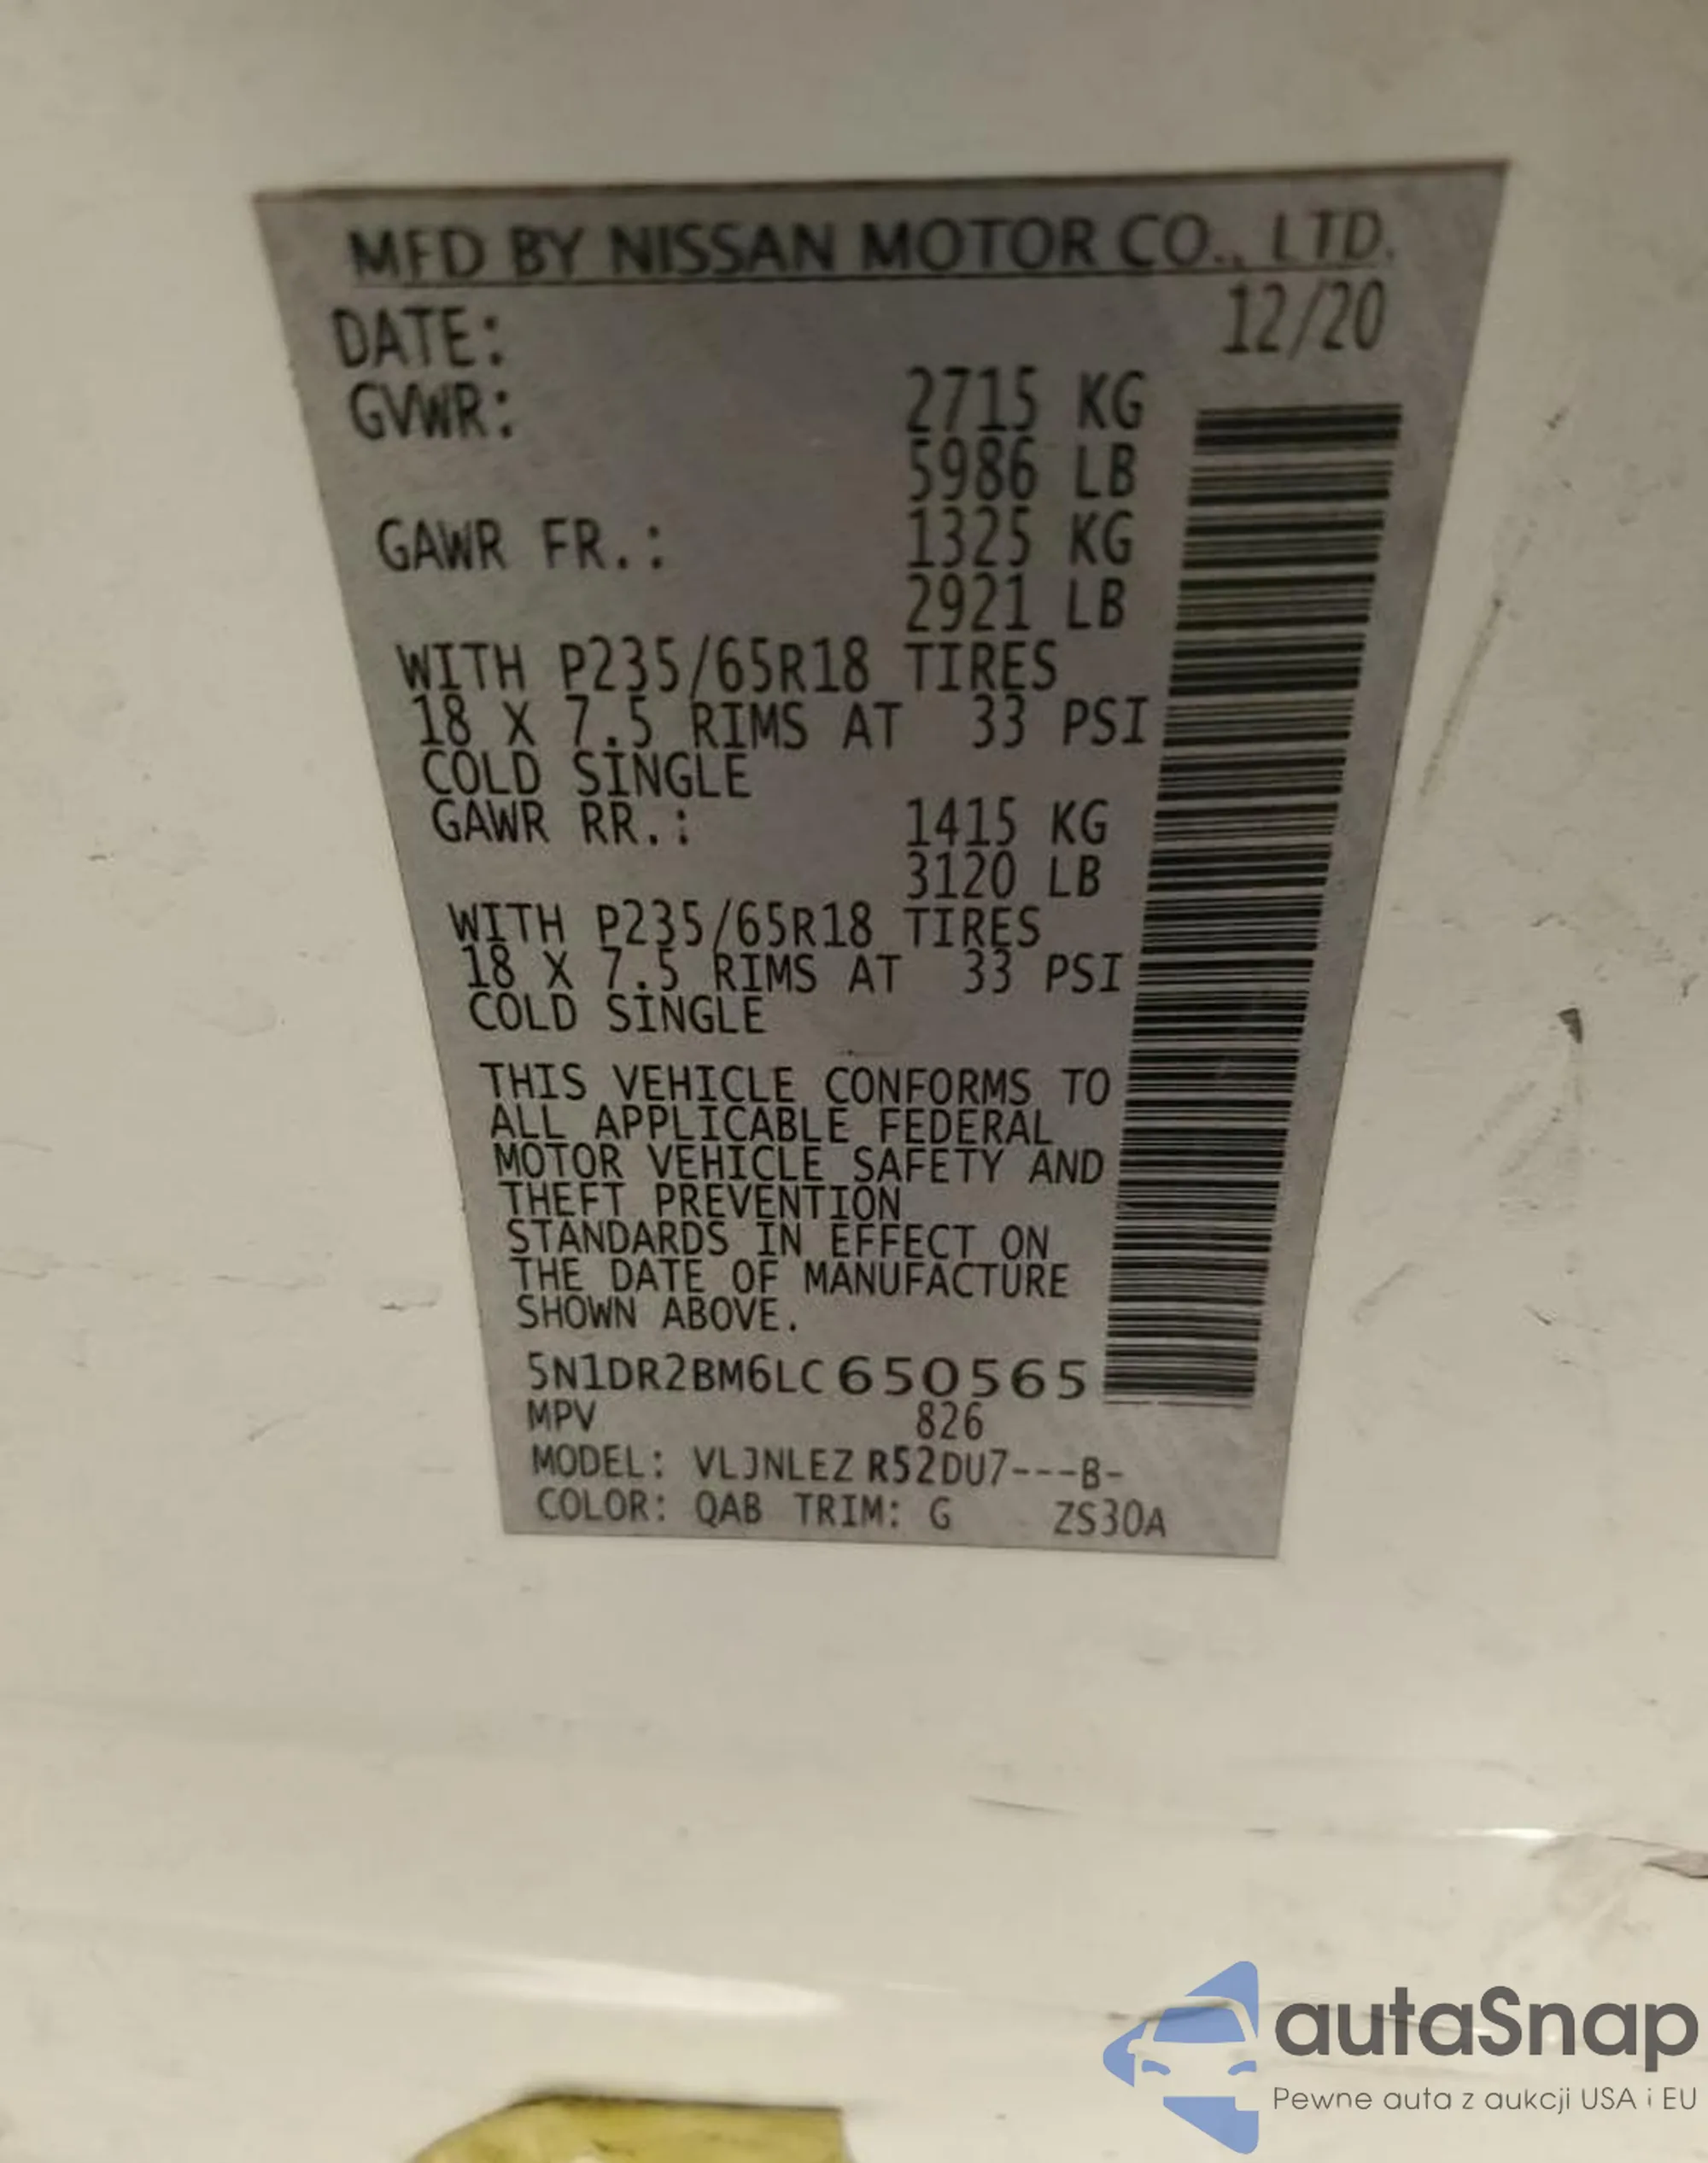 MFD BY NISSAN MOTOR CO., LTD.
DATE: 12/20
GVWR: 2715 KG
5986 LB
GAWR FR.: 1325 KG
2921 LB
WITH P235/65R18 TIRES
18 X 7.5 RIMS AT 33 PSI
COLD SINGLE
GAWR RR.: 1415 KG
3120 LB
WITH P235/65R18 TIRES
18 X 7.5 RIMS AT 33 PSI
COLD SINGLE
THIS VEHICLE CONFORMS TO
ALL APPLICABLE FEDERAL
MOTOR VEHICLE SAFETY AND
THEFT PREVENTION
STANDARDS IN EFFECT ON
THE DATE OF MANUFACTURE
SHOWN ABOVE.
5N1DR2BM6LC650565
MPV 826
MODEL: VLJNLEZ R52DU7---B-
COLOR: QAB TRIM: G ZS30A
autaSnap
Pewne auta z aukcji USA i EU